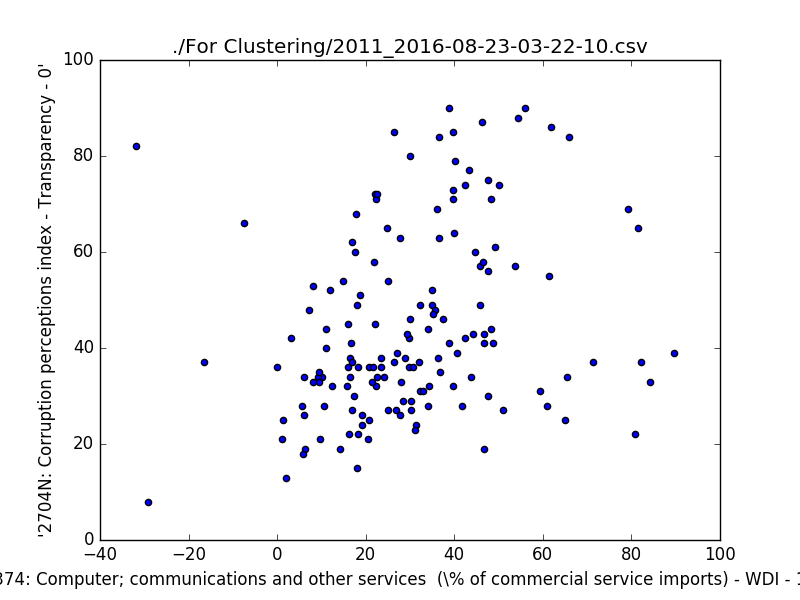 ./For Clustering/2011_2016-08-23-03-22-10.csv
'2704N: Corruption perceptions index - Transparency - 0'
100
80
60
40
20
0
−40 −20 0 20 40 60 80 100
374: Computer; communications and other services (\% of commercial service imports) - WDI - 1